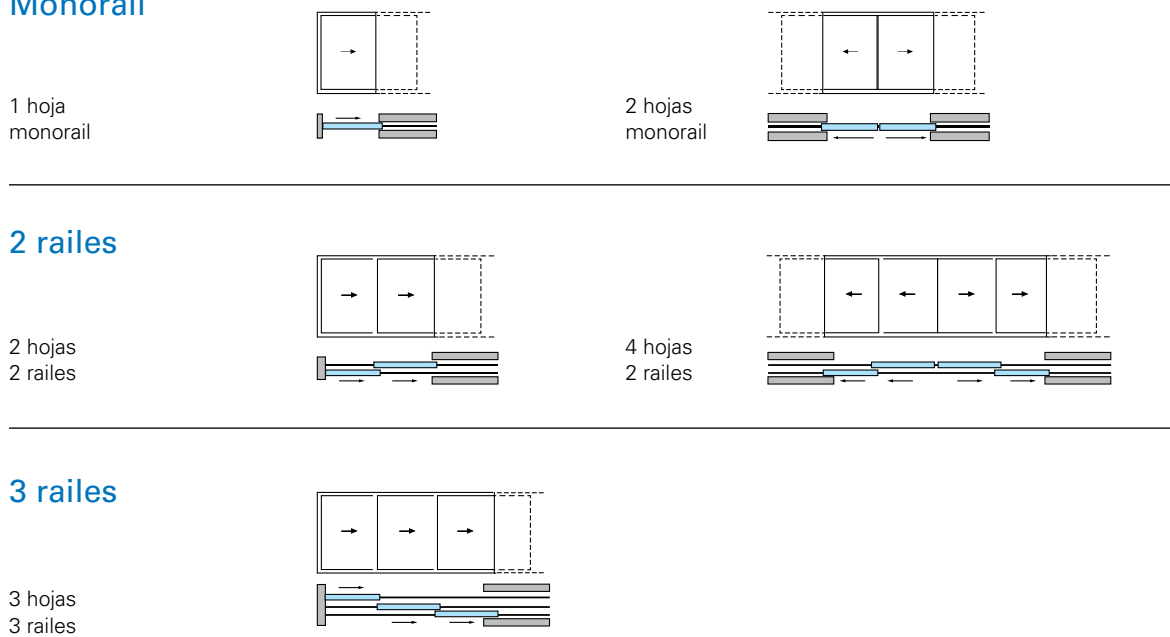 Monorail
1 hoja
monorail
2 hojas
monorail
2 railes
2 hojas
2 railes
4 hojas
2 railes
3 railes
3 hojas
3 railes